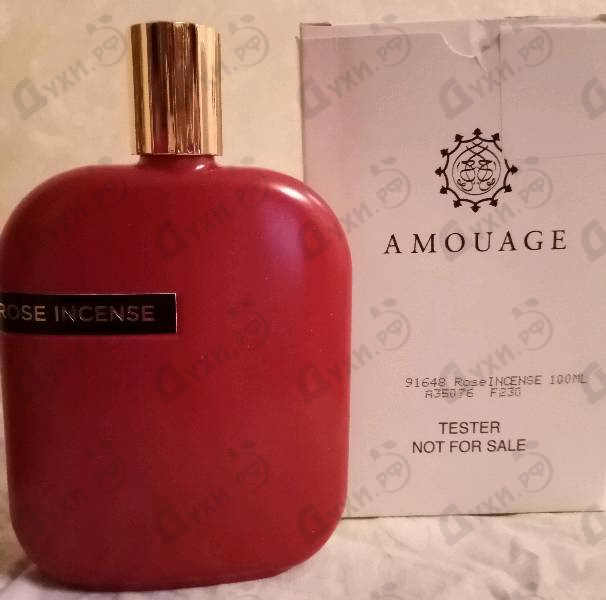 ROSE INCENSE
AMOUAGE
91648 RoseINCENSE 100ML
A35076 F230
TESTER
NOT FOR SALE
Духи.РФ